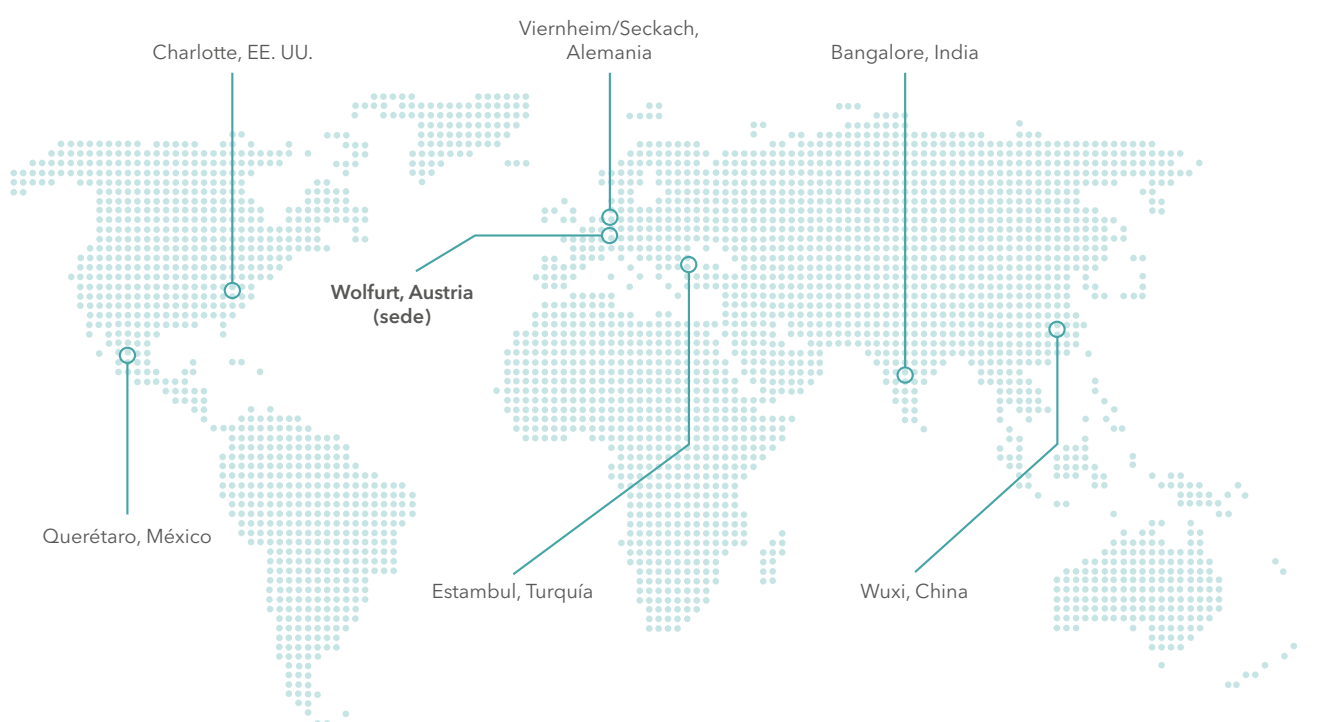 Viernheim/Seckach,
Alemania
Charlotte, EE. UU.
Bangalore, India
Wolfurt, Austria
(sede)
Querétaro, México
Estambul, Turquía
Wuxi, China